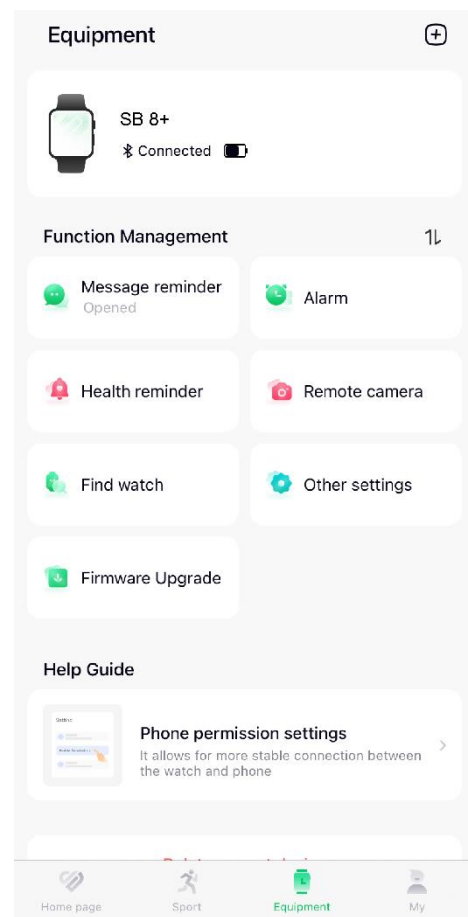 Equipment
SB 8+
Connected
Function Management
Message reminder
Opened
Alarm
Health reminder
Remote camera
Find watch
Other settings
Firmware Upgrade
Help Guide
Phone permission settings
It allows for more stable connection between
the watch and phone
Home page
Sport
Equipment
My